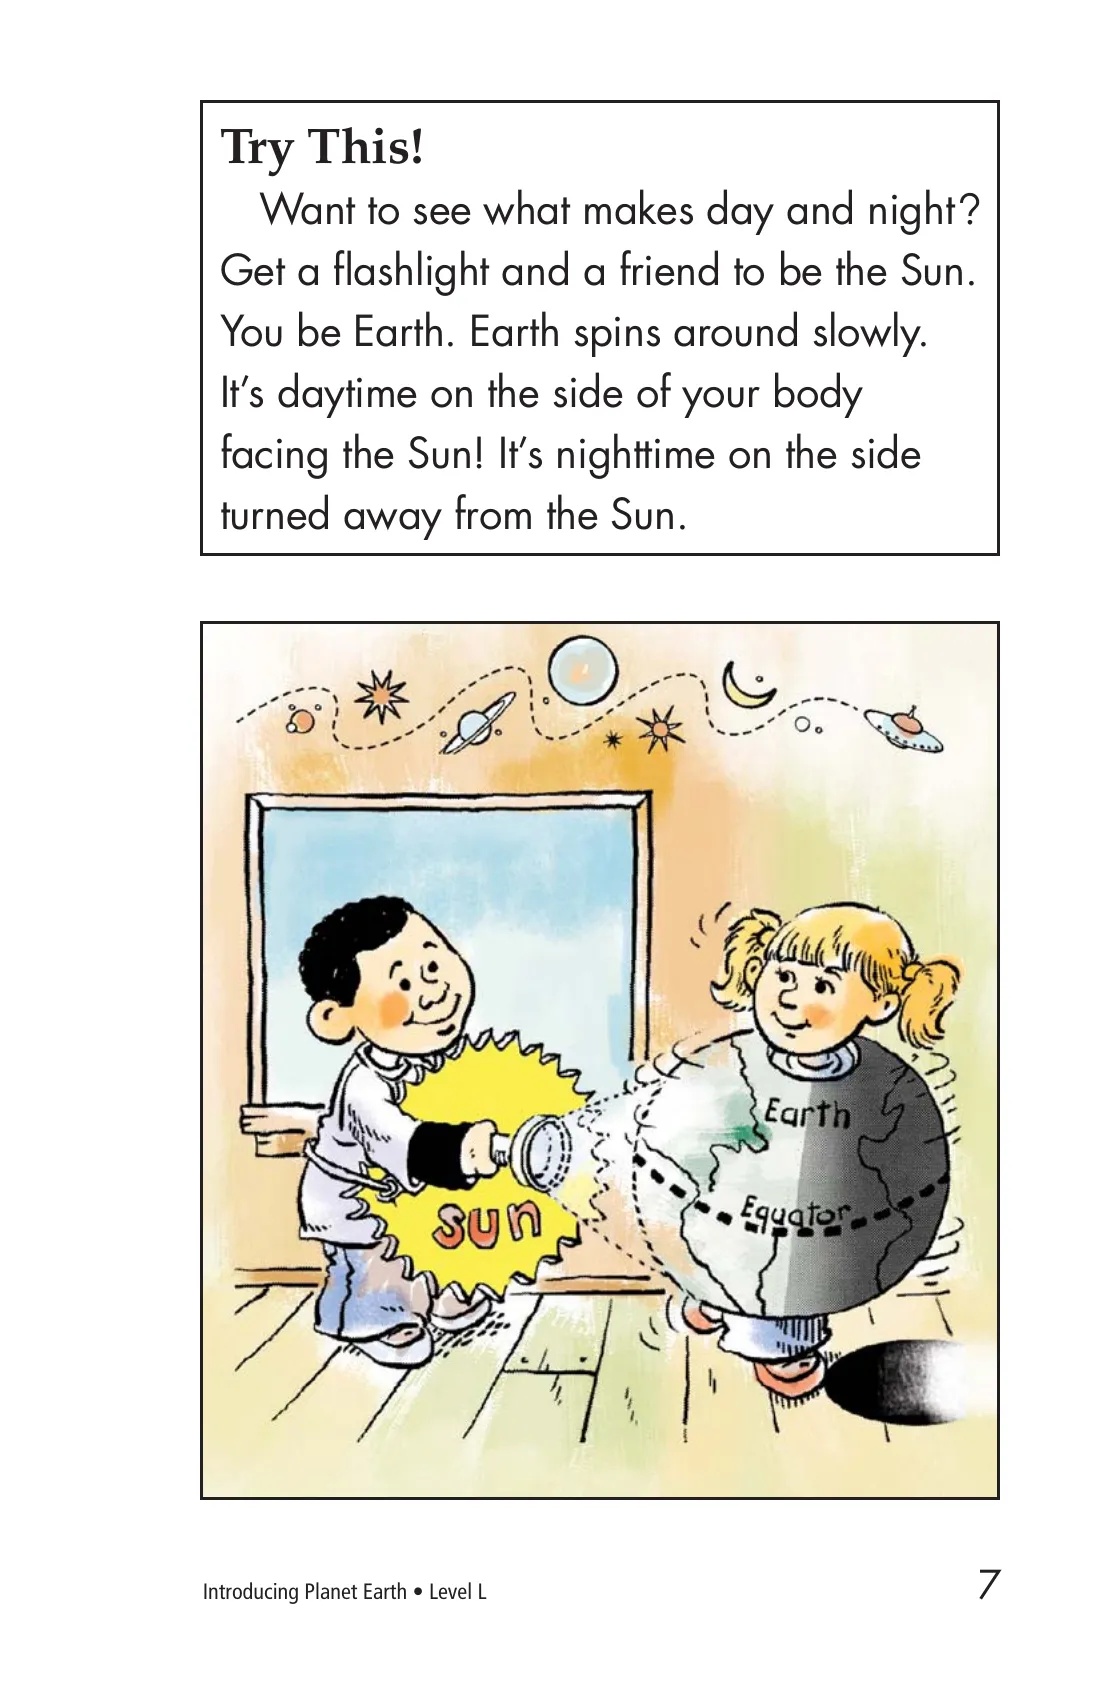 Try This!
Want to see what makes day and night?
Get a flashlight and a friend to be the Sun.
You be Earth. Earth spins around slowly.
It’s daytime on the side of your body
facing the Sun! It’s nighttime on the side
turned away from the Sun.
Earth
Equator
sun
Introducing Planet Earth • Level L
7